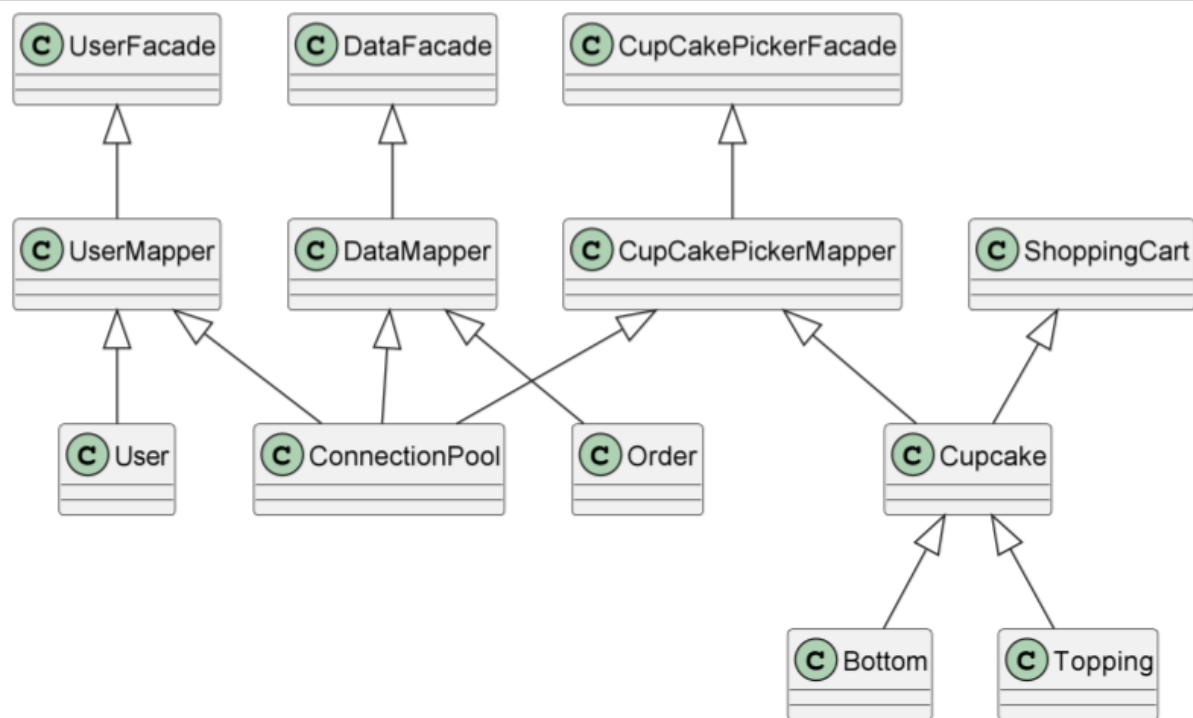 C UserFacade
C DataFacade
C CupCakePickerFacade
C UserMapper
C DataMapper
C CupCakePickerMapper
C ShoppingCart
C User
C ConnectionPool
C Order
C Cupcake
C Bottom
C Topping